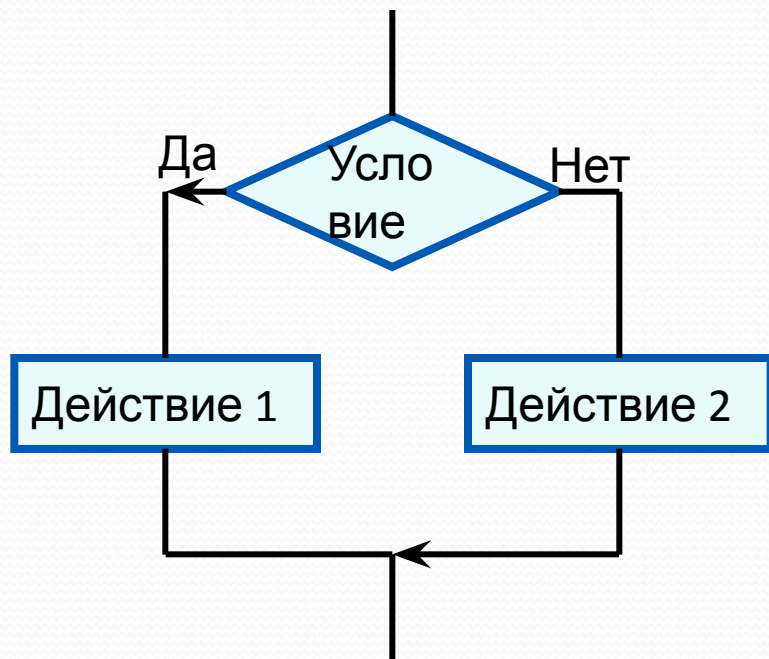 Да
Усло
вие
Нет
Действие 1
Действие 2